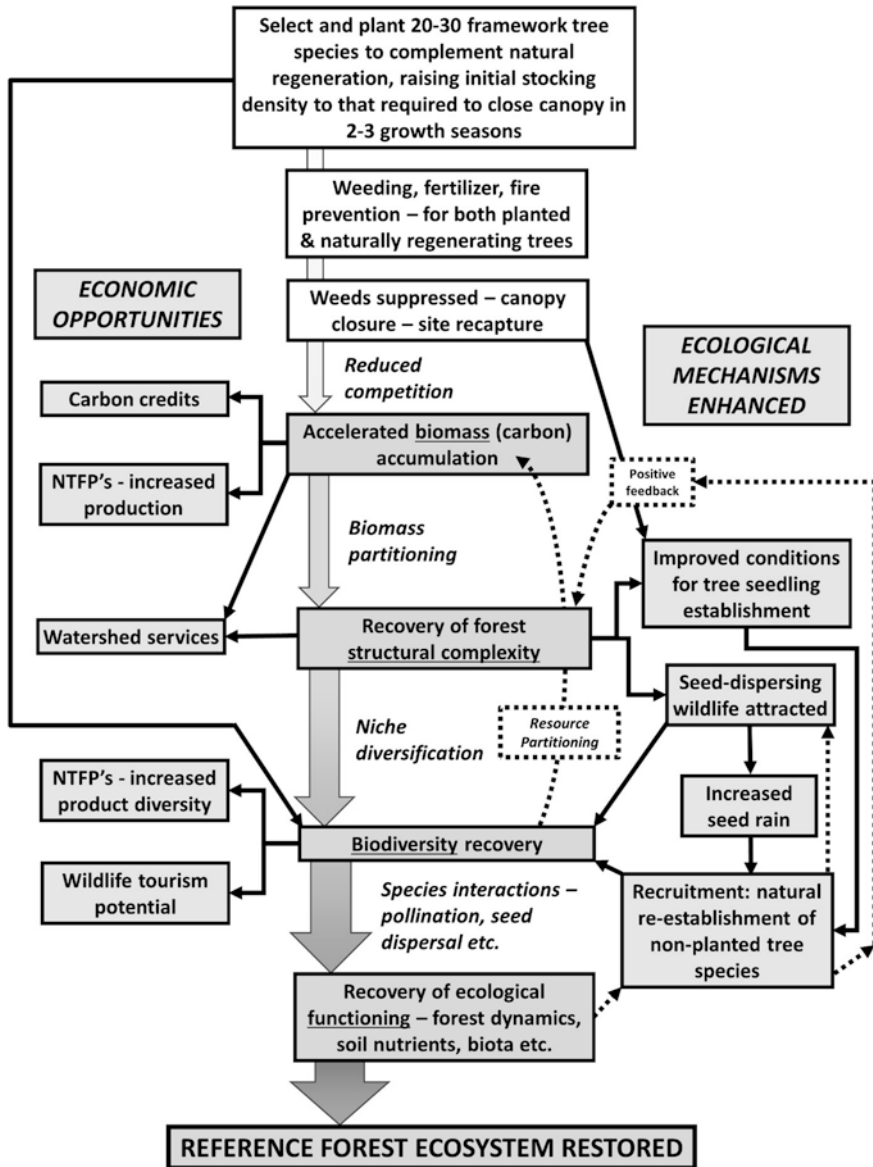 Select and plant 20-30 framework tree
species to complement natural
regeneration, raising initial stocking
density to that required to close canopy in
2-3 growth seasons
Weeding, fertilizer, fire
prevention – for both planted
& naturally regenerating trees
ECONOMIC
OPPORTUNITIES
Weeds suppressed – canopy
closure – site recapture
ECOLOGICAL
MECHANISMS
ENHANCED
Reduced
competition
Carbon credits
Accelerated biomass (carbon)
accumulation
NTFP's - increased
production
Positive
feedback
Biomass
partitioning
Improved conditions
for tree seedling
establishment
Watershed services
Recovery of forest
structural complexity
Seed-dispersing
wildlife attracted
Niche
diversification
Resource
Partitioning
NTFP's - increased
product diversity
Increased
seed rain
Biodiversity recovery
Wildlife tourism
potential
Species interactions –
pollination, seed
dispersal etc.
Recruitment: natural
re-establishment of
non-planted tree
species
Recovery of ecological
functioning – forest dynamics,
soil nutrients, biota etc.
REFERENCE FOREST ECOSYSTEM RESTORED